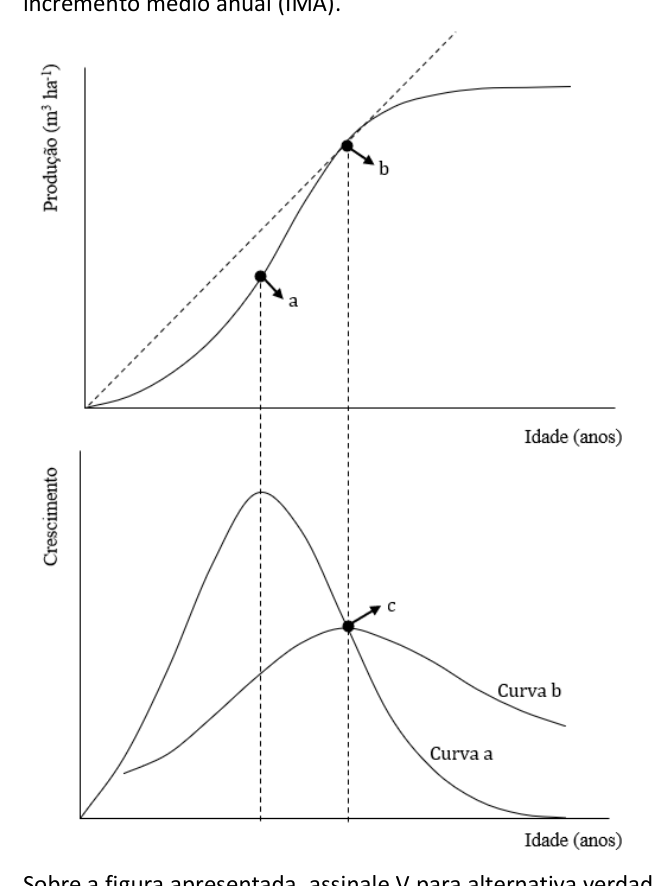 incremento médio anual (IMA).
Produção (m³ ha⁻¹)
b
a
Idade (anos)
Crescimento
c
Curva b
Curva a
Idade (anos)
Sobre a figura apresentada, assinale V para alternativa verdad